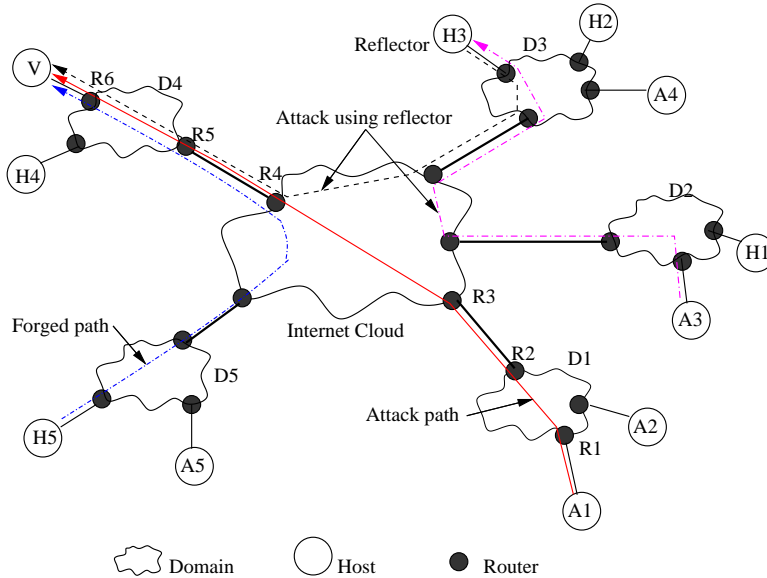 H2
H3
D3
Reflector
V
R6
D4
A4
Attack using reflector
R5
R4
H4
D2
H1
R3
A3
Internet Cloud
Forged path
R2
D1
D5
Attack path
H5
A2
R1
A5
A1
Domain
Host
Router